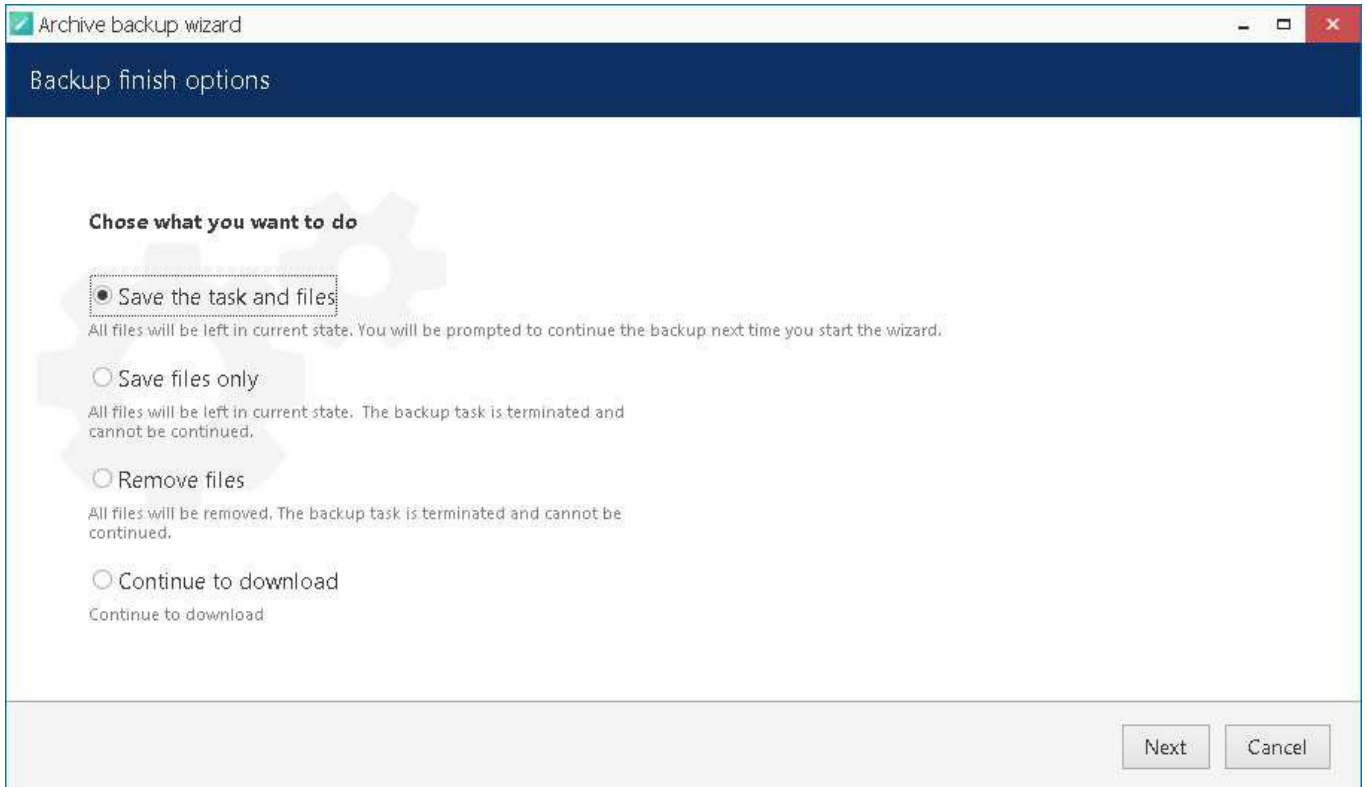 Archive backup wizard
Backup finish options
Chose what you want to do
Save the task and files
All files will be left in current state. You will be prompted to continue the backup next time you start the wizard.
Save files only
All files will be left in current state.  The backup task is terminated and
cannot be continued.
Remove files
All files will be removed. The backup task is terminated and cannot be
continued.
Continue to download
Continue to download
Next
Cancel